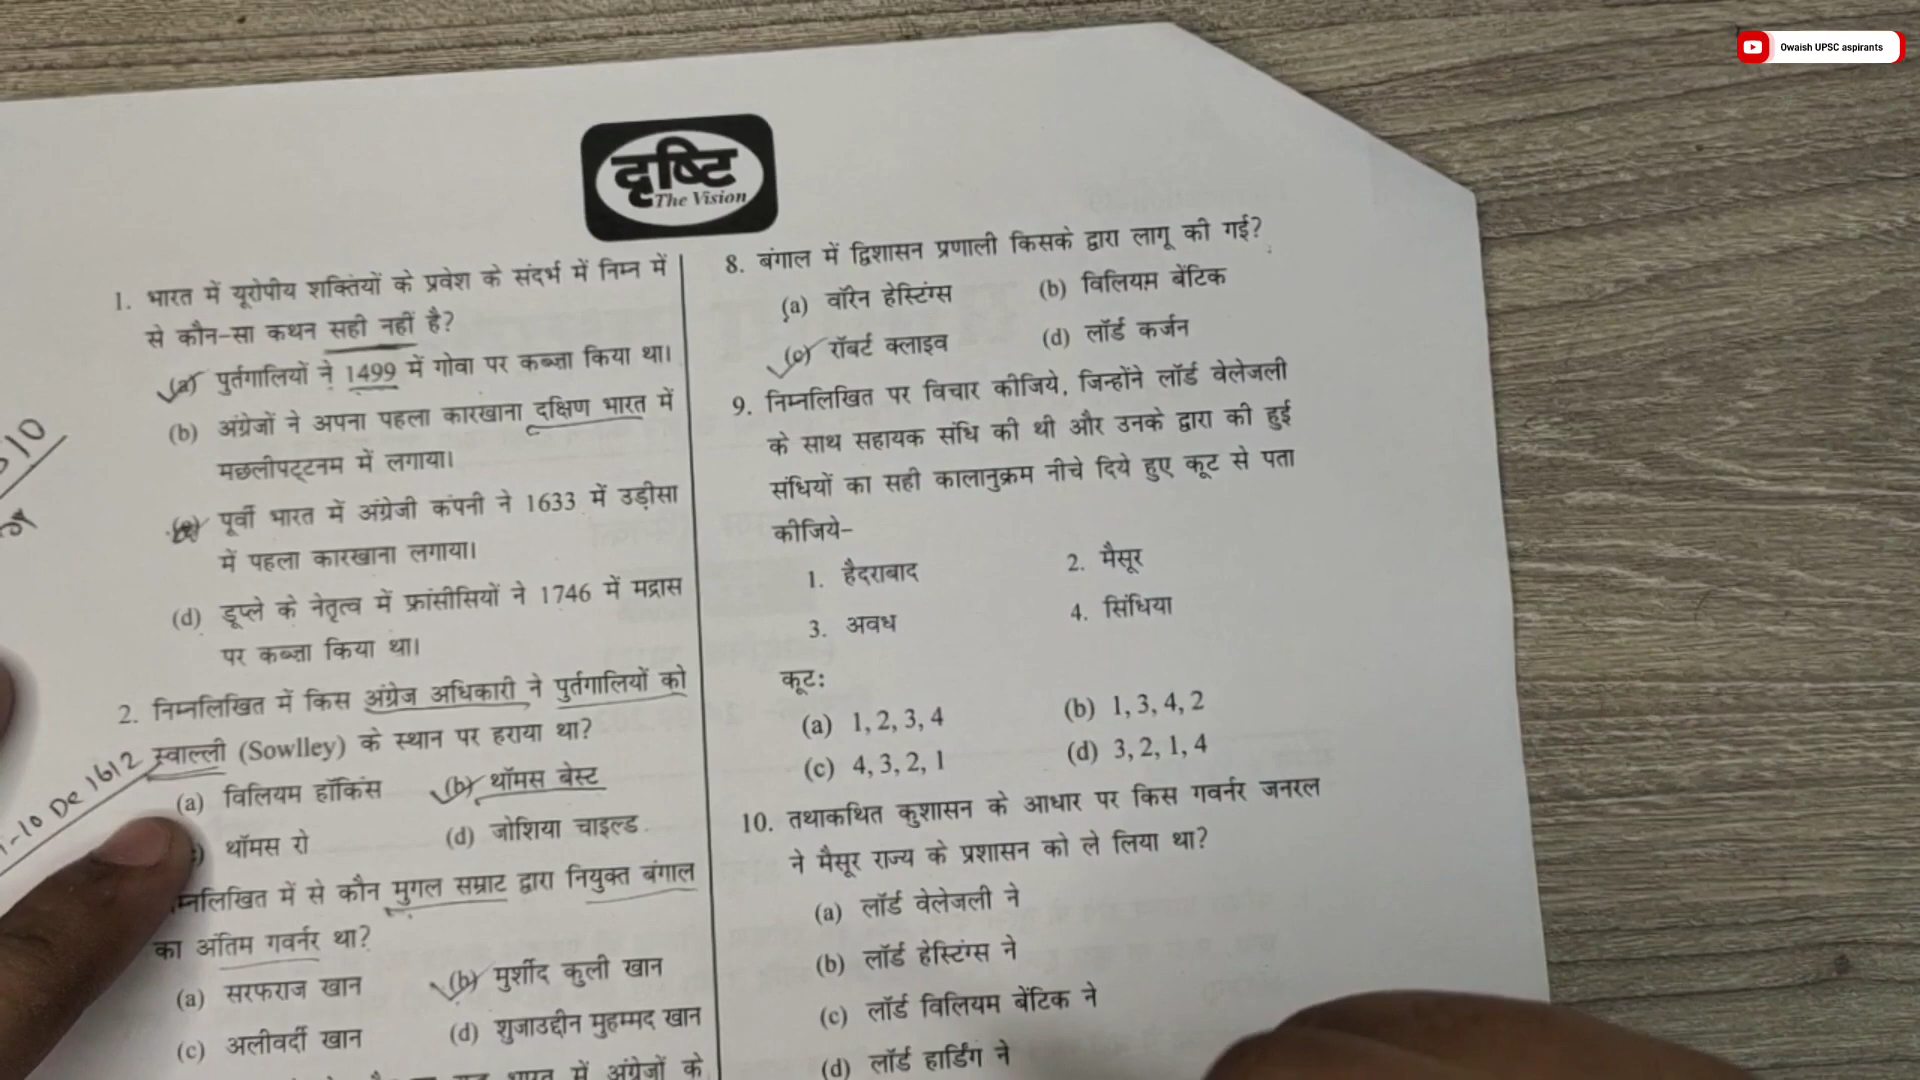 Owaish UPSC aspirants
दृष्टि
The Vision
1. भारत में यूरोपीय शक्तियों के प्रवेश के संदर्भ में निम्न में
से कौन-सा कथन सही नहीं है?
(a) पुर्तगालियों ने 1499 में गोवा पर कब्ज़ा किया था।
(b) अंग्रेजों ने अपना पहला कारखाना दक्षिण भारत में
मछलीपट्टनम में लगाया।
(c) पूर्वी भारत में अंग्रेजी कंपनी ने 1633 में उड़ीसा
में पहला कारखाना लगाया।
(d) डूप्ले के नेतृत्व में फ्रांसीसियों ने 1746 में मद्रास
पर कब्ज़ा किया था।
2. निम्नलिखित में किस अंग्रेज अधिकारी ने पुर्तगालियों को
स्वाल्ली (Sowlley) के स्थान पर हराया था?
(a) विलियम हॉकिंस (b) थॉमस बेस्ट
थॉमस रो (d) जोशिया चाइल्ड
म्नलिखित में से कौन मुगल सम्राट द्वारा नियुक्त बंगाल
का अंतिम गवर्नर था?
(a) सरफराज खान (b) मुर्शीद कुली खान
(c) अलीवर्दी खान (d) शुजाउद्दीन मुहम्मद खान
भारत में अंग्रेजों के
10 De 1612
8. बंगाल में द्विशासन प्रणाली किसके द्वारा लागू की गई?
(a) वॉरेन हेस्टिंग्स (b) विलियम बेंटिक
(c) रॉबर्ट क्लाइव (d) लॉर्ड कर्जन
9. निम्नलिखित पर विचार कीजिये, जिन्होंने लॉर्ड वेलेजली
के साथ सहायक संधि की थी और उनके द्वारा की हुई
संधियों का सही कालानुक्रम नीचे दिये हुए कूट से पता
कीजिये-
1. हैदराबाद 2. मैसूर
3. अवध 4. सिंधिया
कूट:
(a) 1, 2, 3, 4 (b) 1, 3, 4, 2
(c) 4, 3, 2, 1 (d) 3, 2, 1, 4
10. तथाकथित कुशासन के आधार पर किस गवर्नर जनरल
ने मैसूर राज्य के प्रशासन को ले लिया था?
(a) लॉर्ड वेलेजली ने
(b) लॉर्ड हेस्टिंग्स ने
(c) लॉर्ड विलियम बेंटिक ने
(d) लॉर्ड हार्डिंग ने